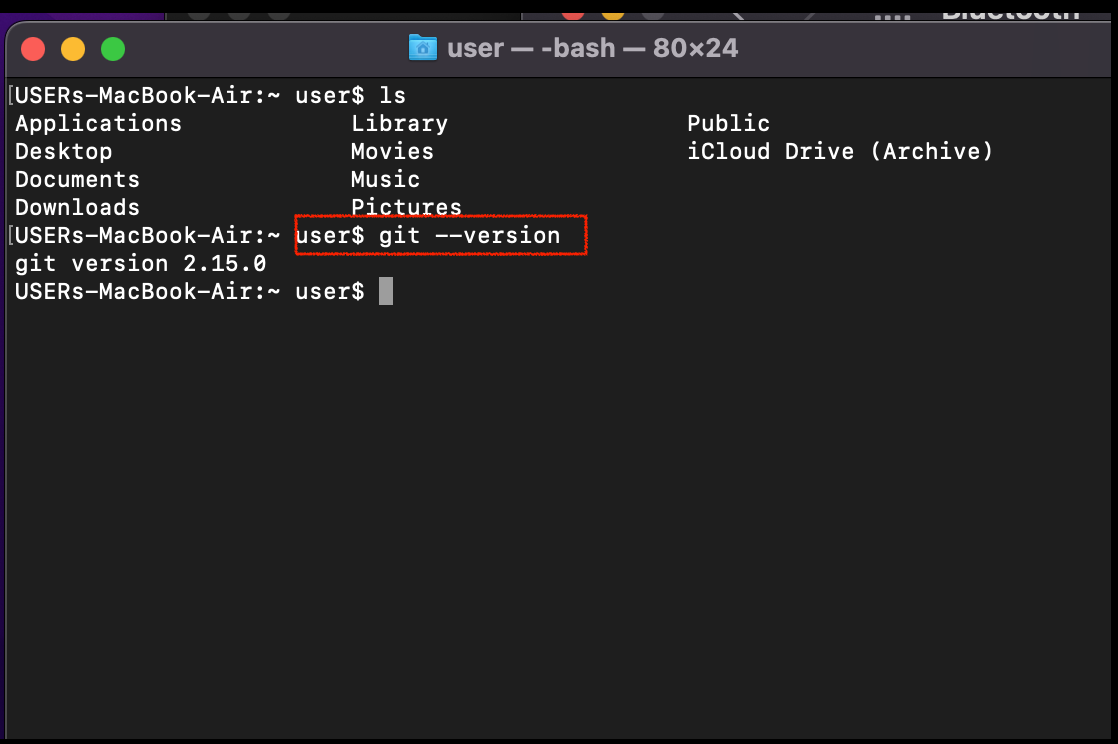 Bluetooth
user — -bash — 80×24
[USERs-MacBook-Air:~ user$ ls
Applications Library Public
Desktop Movies iCloud Drive (Archive)
Documents Music
Downloads Pictures
[USERs-MacBook-Air:~ user$ git --version
git version 2.15.0
USERs-MacBook-Air:~ user$